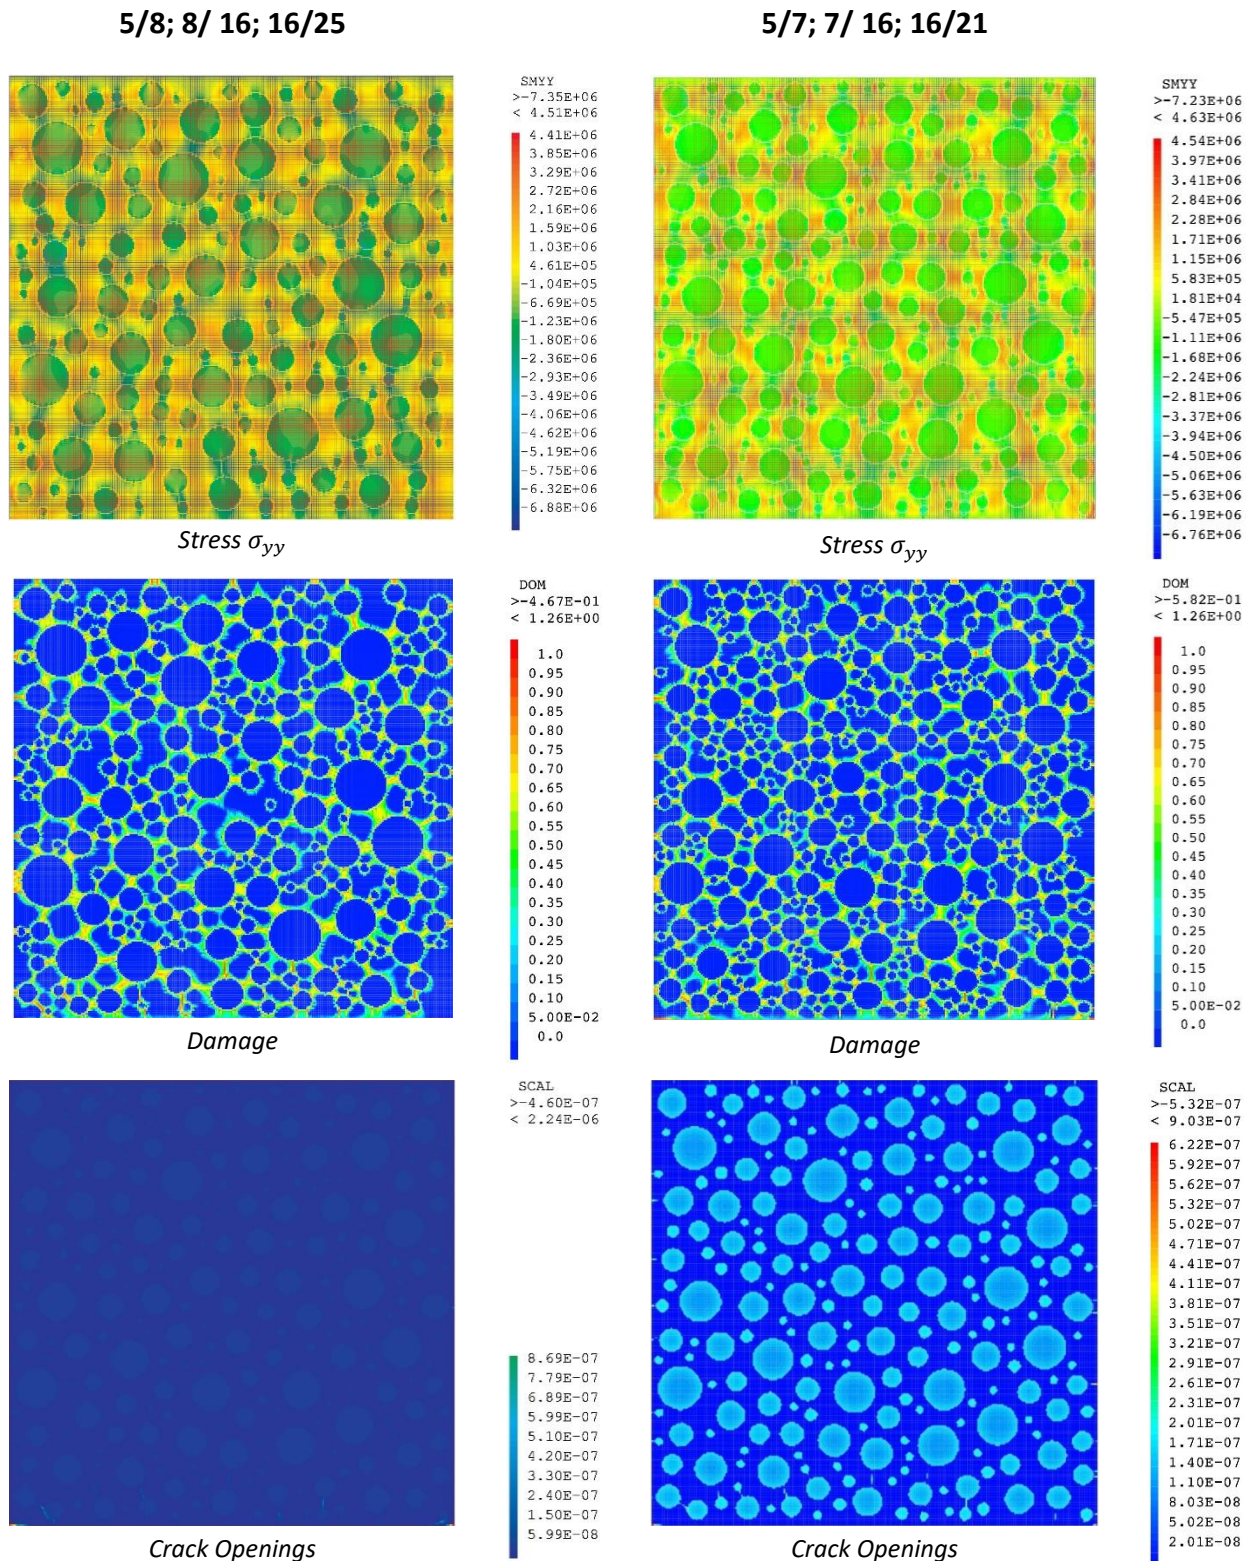 5/8; 8/ 16; 16/25
5/7; 7/ 16; 16/21
SMYY
>-7.35E+06
< 4.51E+06
4.41E+06
3.85E+06
3.29E+06
2.72E+06
2.16E+06
1.59E+06
1.03E+06
4.61E+05
-1.04E+05
-6.69E+05
-1.23E+06
-1.80E+06
-2.36E+06
-2.93E+06
-3.49E+06
-4.06E+06
-4.62E+06
-5.19E+06
-5.75E+06
-6.32E+06
-6.88E+06
Stress σyy
SMYY
>-7.23E+06
< 4.63E+06
4.54E+06
3.97E+06
3.41E+06
2.84E+06
2.28E+06
1.71E+06
1.15E+06
5.83E+05
1.81E+04
-5.47E+05
-1.11E+06
-1.68E+06
-2.24E+06
-2.81E+06
-3.37E+06
-3.94E+06
-4.50E+06
-5.06E+06
-5.63E+06
-6.19E+06
-6.76E+06
Stress σyy
DOM
>-4.67E-01
< 1.26E+00
1.0
0.95
0.90
0.85
0.80
0.75
0.70
0.65
0.60
0.55
0.50
0.45
0.40
0.35
0.30
0.25
0.20
0.15
0.10
5.00E-02
0.0
Damage
DOM
>-5.82E-01
< 1.26E+00
1.0
0.95
0.90
0.85
0.80
0.75
0.70
0.65
0.60
0.55
0.50
0.45
0.40
0.35
0.30
0.25
0.20
0.15
0.10
5.00E-02
0.0
Damage
SCAL
>-4.60E-07
< 2.24E-06
8.69E-07
7.79E-07
6.89E-07
5.99E-07
5.10E-07
4.20E-07
3.30E-07
2.40E-07
1.50E-07
5.99E-08
Crack Openings
SCAL
>-5.32E-07
< 9.03E-07
6.22E-07
5.92E-07
5.62E-07
5.32E-07
5.02E-07
4.71E-07
4.41E-07
4.11E-07
3.81E-07
3.51E-07
3.21E-07
2.91E-07
2.61E-07
2.31E-07
2.01E-07
1.71E-07
1.40E-07
1.10E-07
8.03E-08
5.02E-08
2.01E-08
Crack Openings